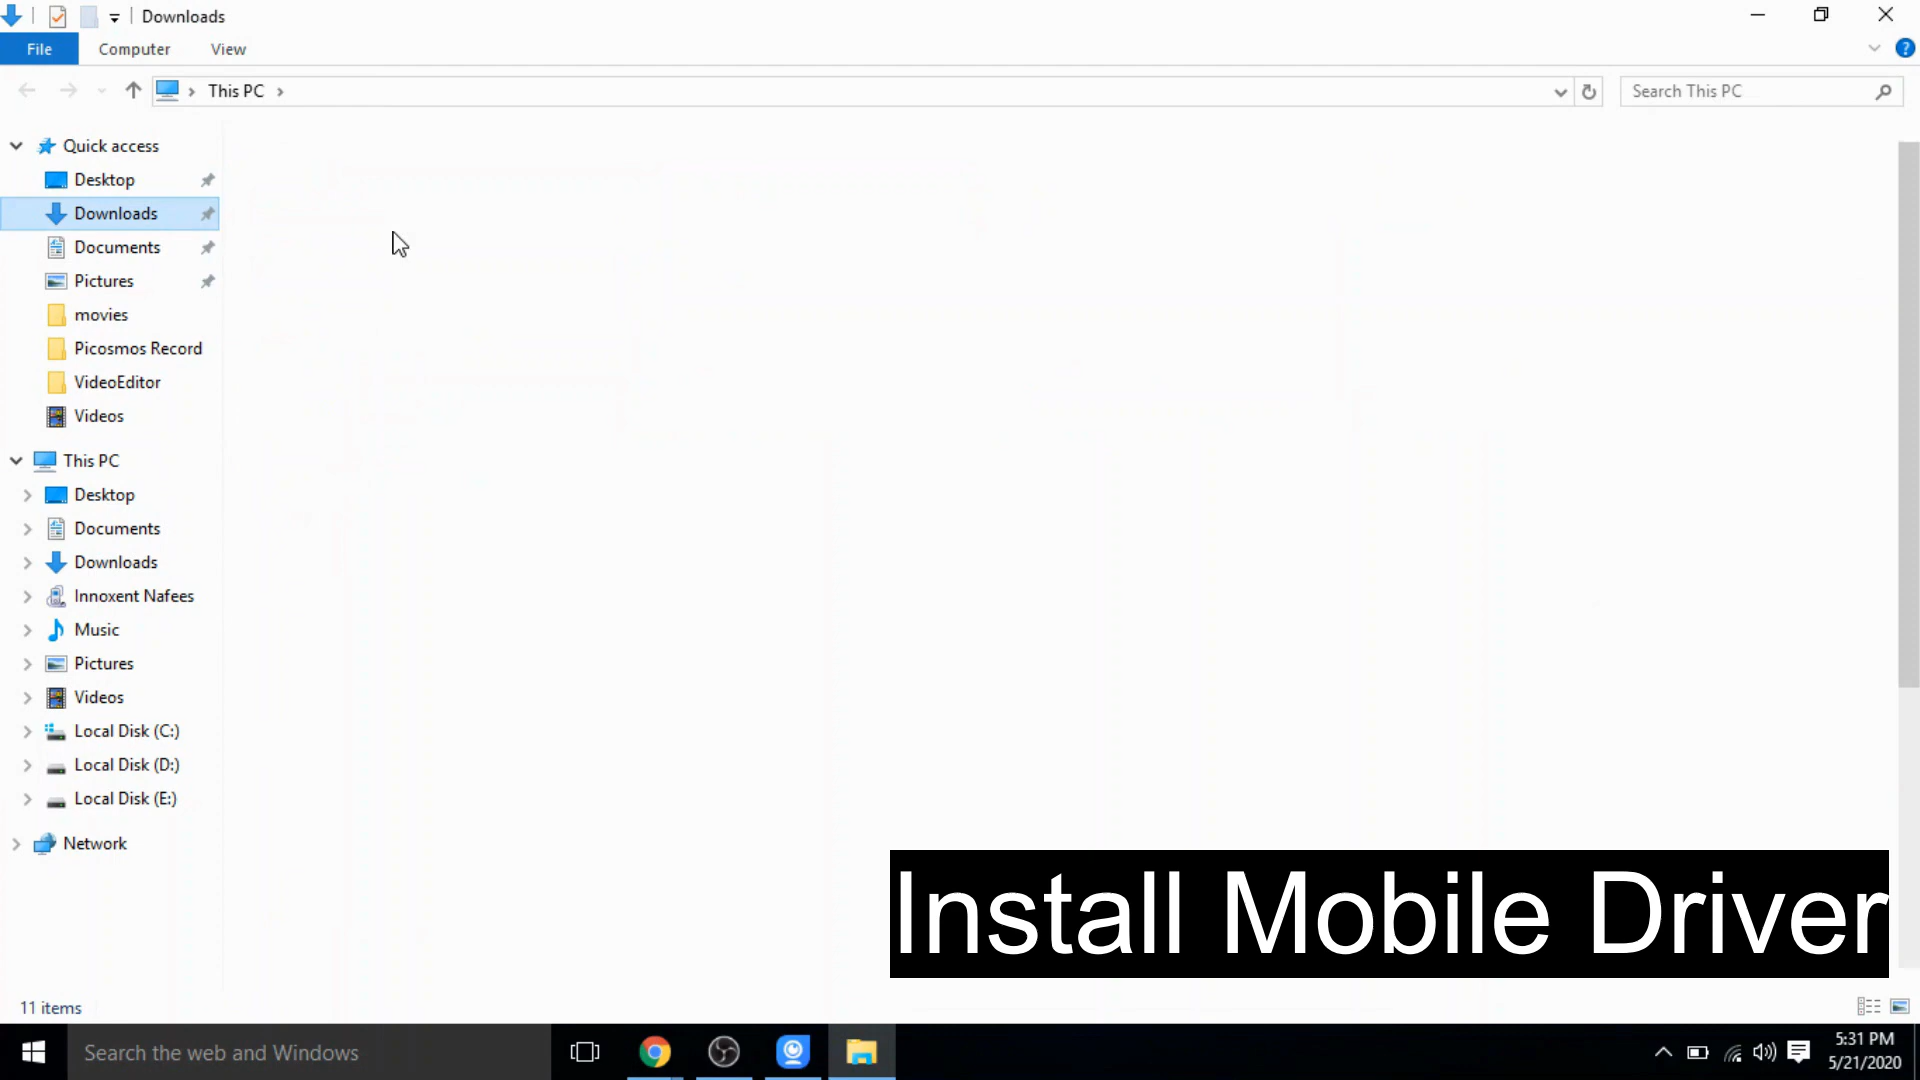 Downloads
File
Computer
View
This PC
Search This PC
Quick access
Desktop
Downloads
Documents
Pictures
movies
Picosmos Record
VideoEditor
Videos
This PC
Desktop
Documents
Downloads
Innoxent Nafees
Music
Pictures
Videos
Local Disk (C:)
Local Disk (D:)
Local Disk (E:)
Network
Install Mobile Driver
11 items
Search the web and Windows
5:31 PM
5/21/2020